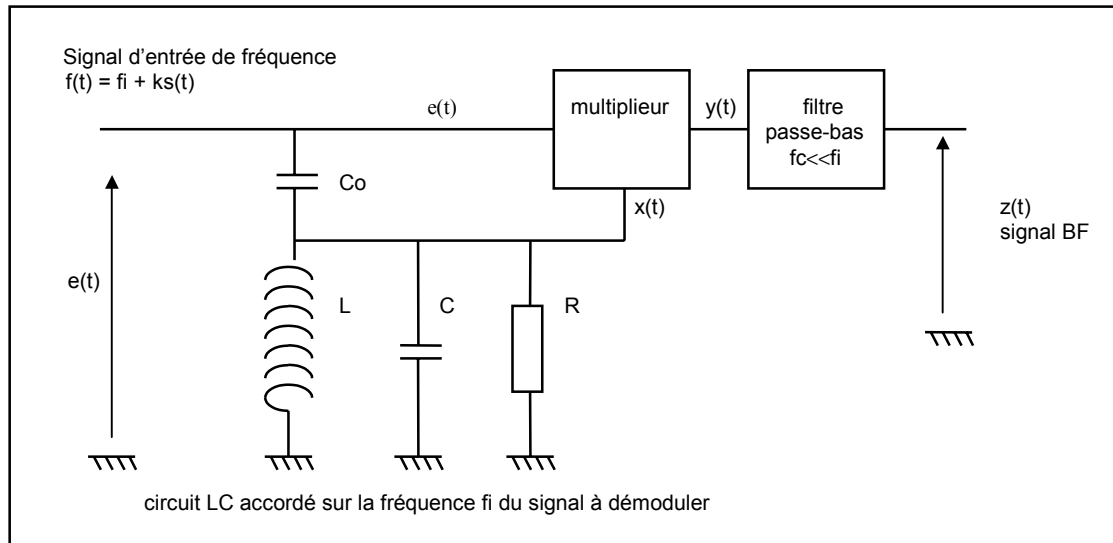 Signal d'entrée de fréquence
f(t) = fi + ks(t)
e(t)
multiplieur
y(t)
filtre
passe-bas
fc<<fi
Co
x(t)
z(t)
signal BF
e(t)
L
C
R
circuit LC accordé sur la fréquence fi du signal à démoduler